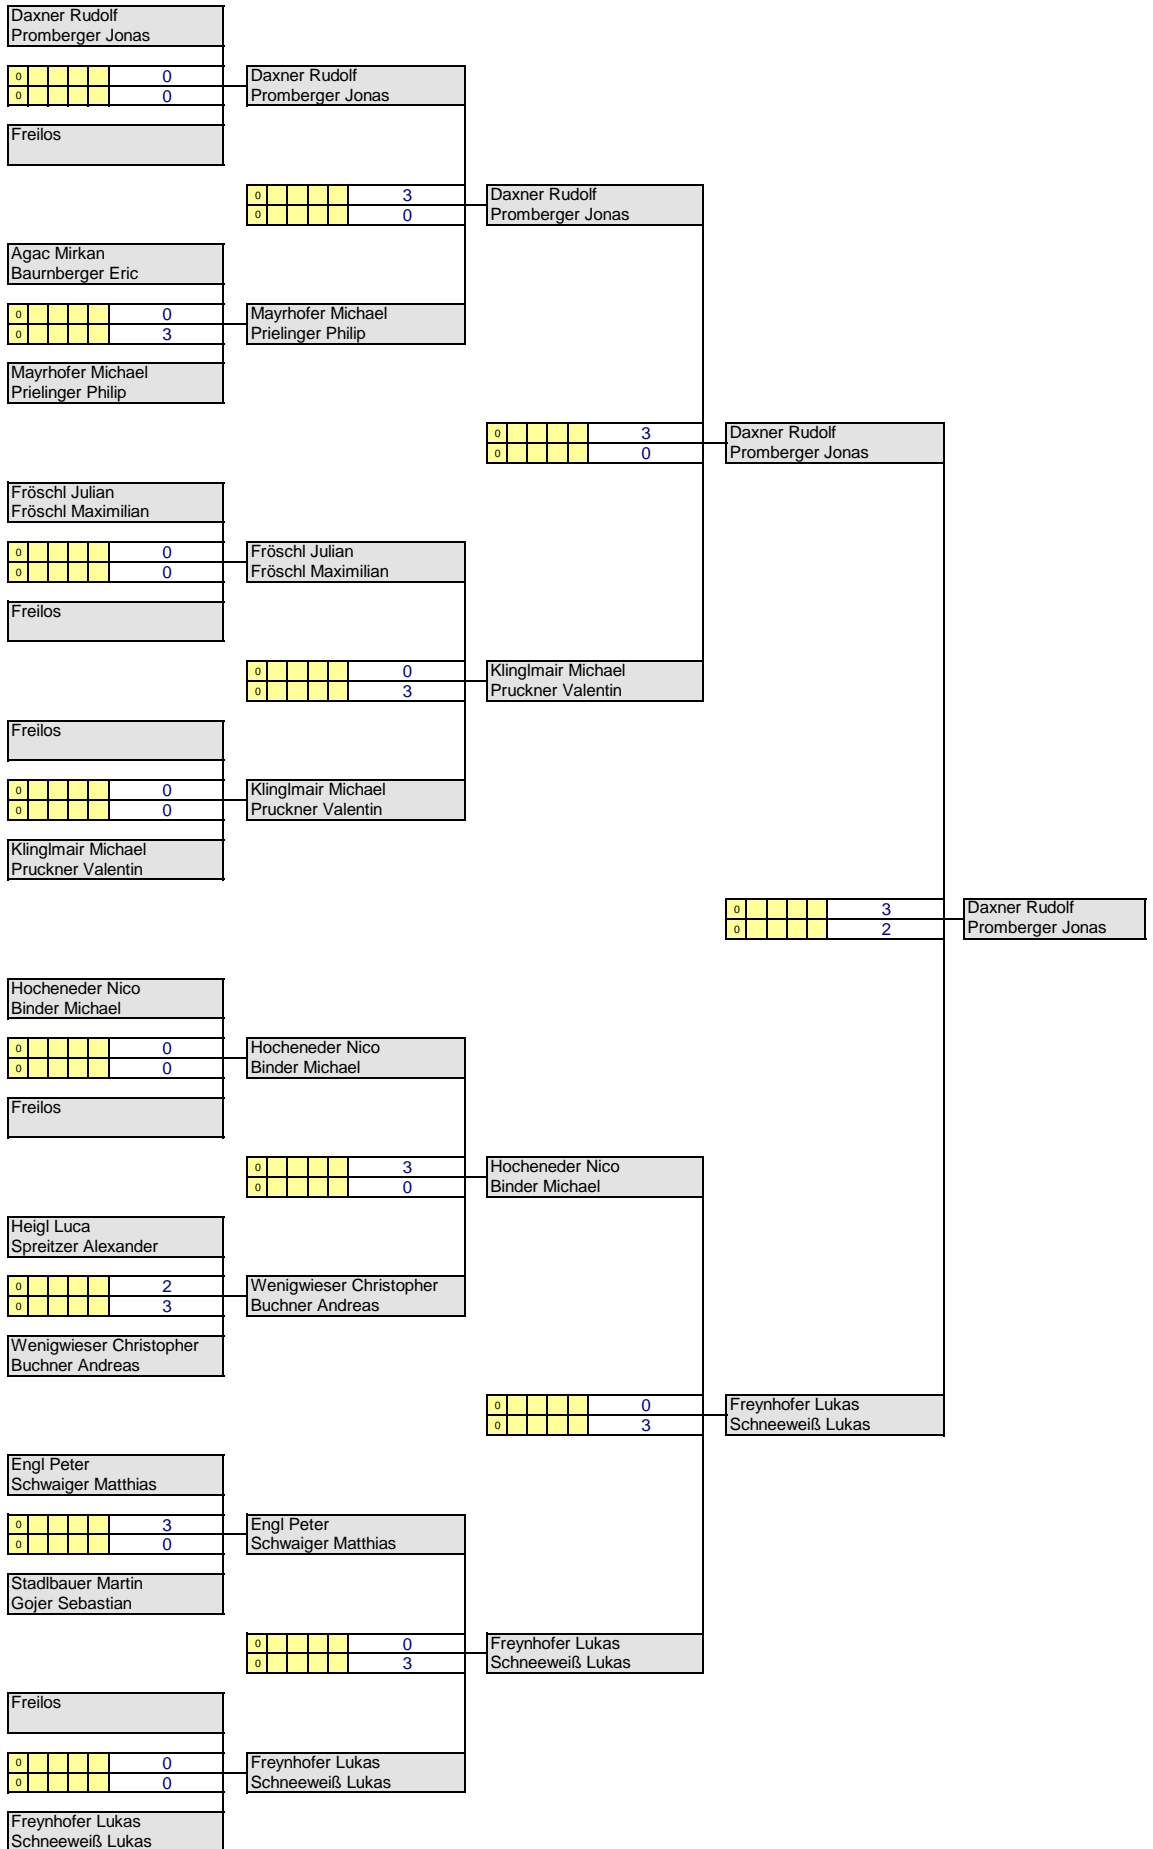 Daxner Rudolf
Promberger Jonas
0 0 Daxner Rudolf
0 0 Promberger Jonas
Freilos
0 3 Daxner Rudolf
0 0 Promberger Jonas
Agac Mirkan
Baurnberger Eric
0 0 Mayrhofer Michael
0 3 Prielinger Philip
Mayrhofer Michael
Prielinger Philip
0 3 Daxner Rudolf
0 0 Promberger Jonas
Fröschl Julian
Fröschl Maximilian
0 0 Fröschl Julian
0 0 Fröschl Maximilian
Freilos
0 0 Klinglmair Michael
0 3 Pruckner Valentin
Freilos
0 0 Klinglmair Michael
0 0 Pruckner Valentin
Klinglmair Michael
Pruckner Valentin
0 3 Daxner Rudolf
0 2 Promberger Jonas
Hocheneder Nico
Binder Michael
0 0 Hocheneder Nico
0 0 Binder Michael
Freilos
0 3 Hocheneder Nico
0 0 Binder Michael
Heigl Luca
Spreitzer Alexander
0 2 Wenigwieser Christopher
0 3 Buchner Andreas
Wenigwieser Christopher
Buchner Andreas
0 0 Freynhofer Lukas
0 3 Schneeweiß Lukas
Engl Peter
Schwaiger Matthias
0 3 Engl Peter
0 0 Schwaiger Matthias
Stadlbauer Martin
Gojer Sebastian
0 0 Freynhofer Lukas
0 3 Schneeweiß Lukas
Freilos
0 0 Freynhofer Lukas
0 0 Schneeweiß Lukas
Freynhofer Lukas
Schneeweiß Lukas